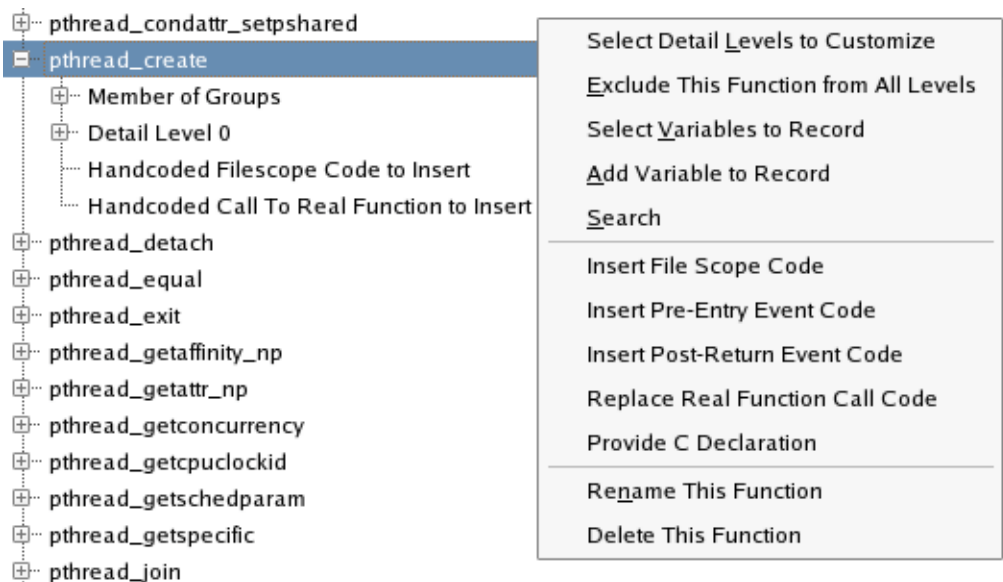 pthread_condattr_setpshared
pthread_create
Member of Groups
Detail Level 0
Handcoded Filescope Code to Insert
Handcoded Call To Real Function to Insert
pthread_detach
pthread_equal
pthread_exit
pthread_getaffinity_np
pthread_getattr_np
pthread_getconcurrency
pthread_getcpuclockid
pthread_getschedparam
pthread_getspecific
pthread_join
Select Detail Levels to Customize
Exclude This Function from All Levels
Select Variables to Record
Add Variable to Record
Search
Insert File Scope Code
Insert Pre-Entry Event Code
Insert Post-Return Event Code
Replace Real Function Call Code
Provide C Declaration
Rename This Function
Delete This Function